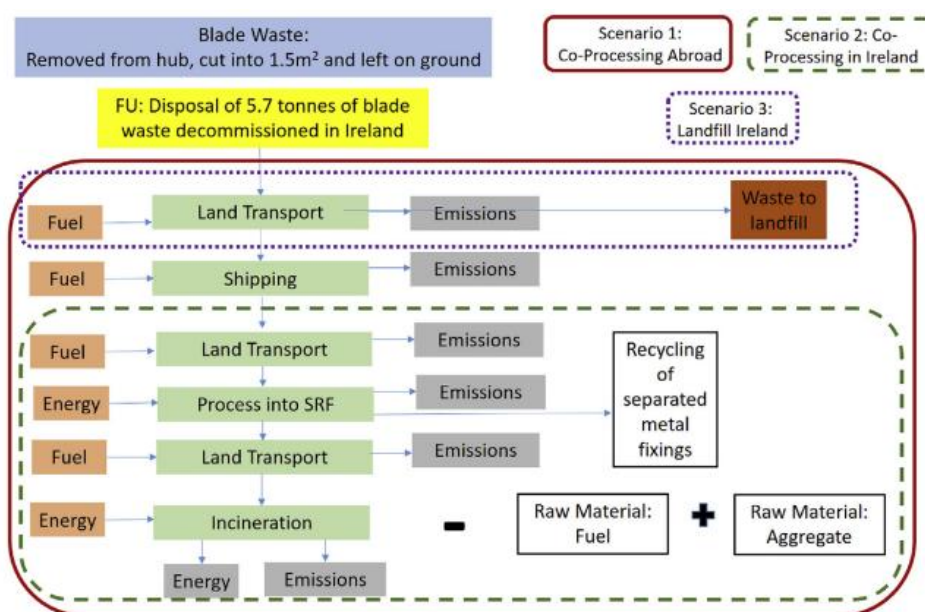 Blade Waste:
Removed from hub, cut into 1.5m² and left on ground
Scenario 1:
Co-Processing Abroad
Scenario 2: Co-
Processing in Ireland
FU: Disposal of 5.7 tonnes of blade
waste decommissioned in Ireland
Scenario 3:
Landfill Ireland
Fuel
Land Transport
Emissions
Waste to
landfill
Fuel
Shipping
Emissions
Fuel
Land Transport
Emissions
Recycling
of
separated
metal
fixings
Energy
Process into SRF
Emissions
Fuel
Land Transport
Emissions
Energy
Incineration
-
Raw Material:
Fuel
+
Raw Material:
Aggregate
Energy
Emissions